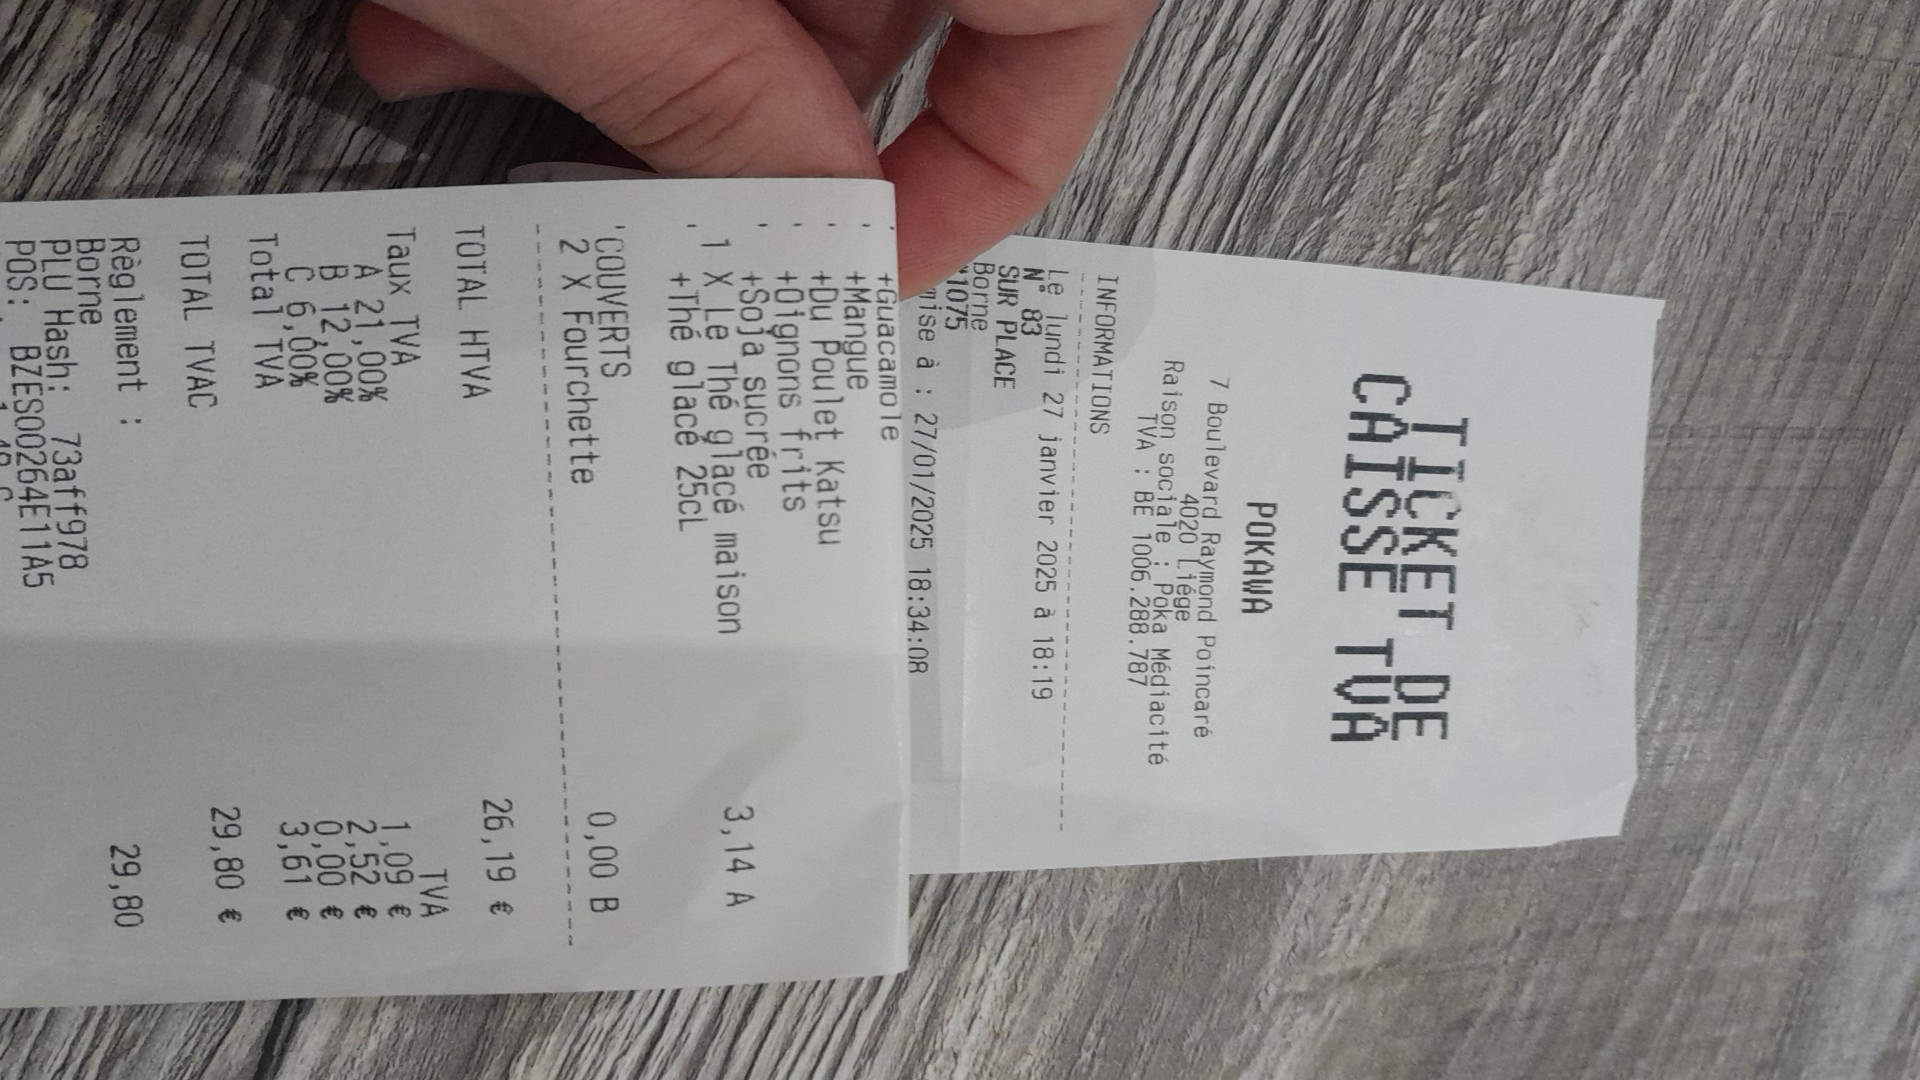 TICKET DE
CAISSE TVA
POKAWA
7 Boulevard Raymond Poincaré
4020 Liége
Raison sociale : Poka Médiacité
TVA : BE 1006.288.787
INFORMATIONS
Le lundi 27 janvier 2025 à 18:19
N° 83
SUR PLACE
Borne
1075
mise à : 27/01/2025 18:34:08
+Guacamole
+Mangue
+Du Poulet Katsu
+Oignons frits
+Soja sucrée
1 X Le Thé glacé maison 3,14 A
+Thé glacé 25cL
COUVERTS
2 X Fourchette 0,00 B
TOTAL HTVA 26,19 €
Taux TVA TVA
A 21,00% 1,09 €
B 12,00% 2,52 €
C 6,00% 0,00 €
Total TVA 3,61 €
TOTAL TVAC 29,80 €
Règlement :
Borne 29,80
PLU Hash: 73aff978
POS: BZES00264E11A5